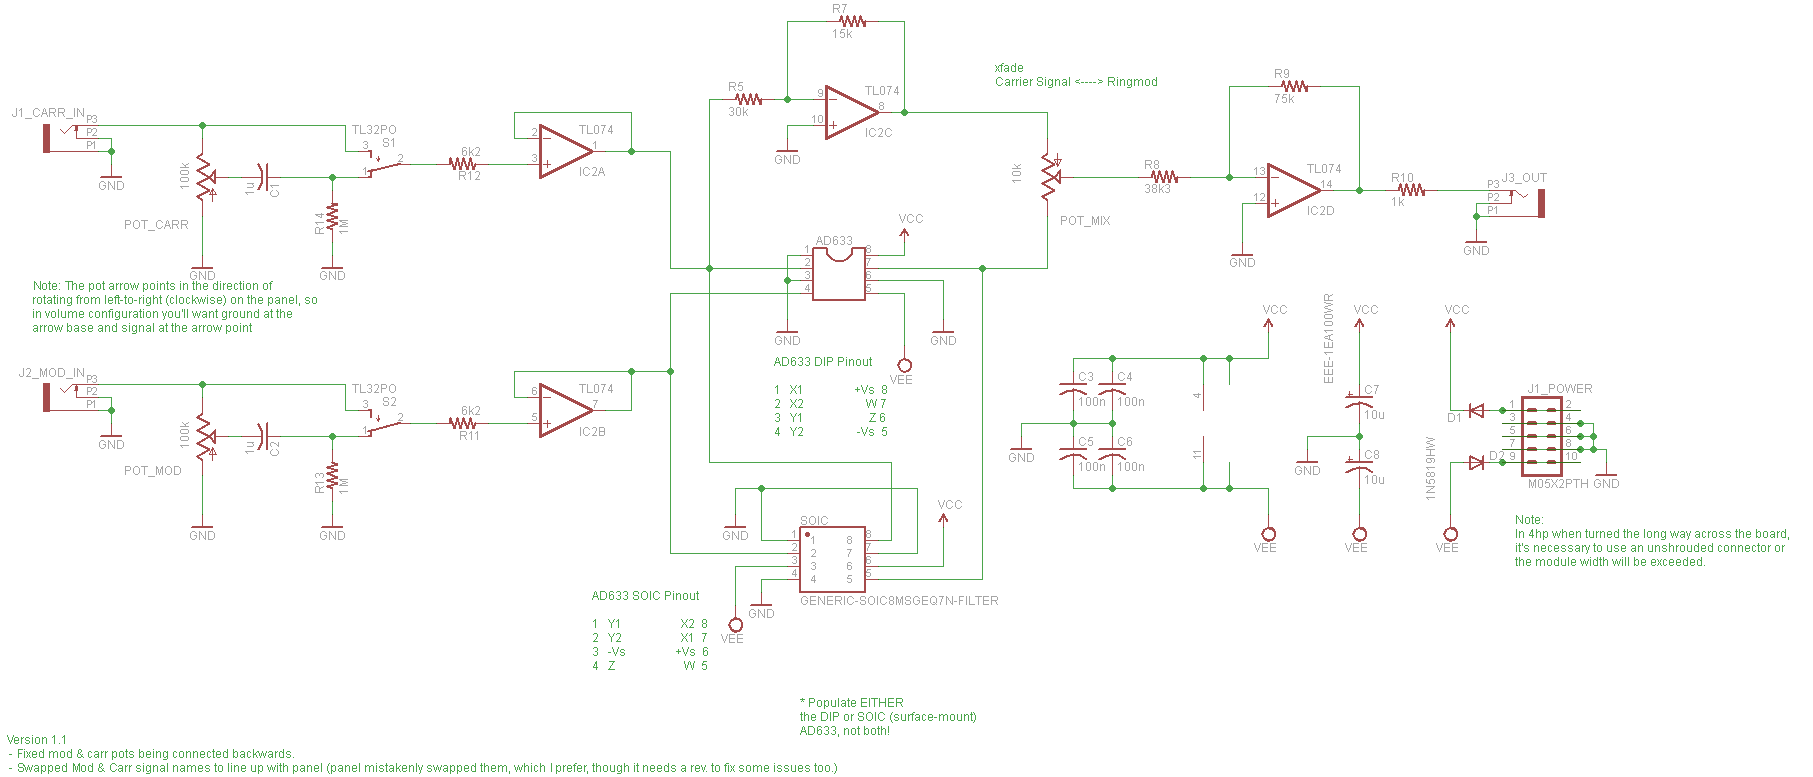 R7
15k
xfade
Carrier Signal <----> Ringmod
R9
75k
R5
30k
9
10
TL074
8
IC2C
GND
J1_CARR_IN
P3
P2
P1
GND
TL32PO
S1
3
2
1
6k2
R12
2
3
TL074
1
IC2A
100k
1u
C1
R14
1M
POT_CARR
GND
GND
10k
POT_MIX
R8
38k3
13
12
TL074
14
IC2D
GND
R10
1k
J3_OUT
P3
P2
P1
GND
Note: The pot arrow points in the direction of
rotating from left-to-right (clockwise) on the panel, so
in volume configuration you'll want ground at the
arrow base and signal at the arrow point
VCC
AD633
1
2
3
4
8
7
6
5
GND
GND
VEE
AD633 DIP Pinout
1 X1 +Vs 8
2 X2 W 7
3 Y1 Z 6
4 Y2 -Vs 5
J2_MOD_IN
P3
P2
P1
GND
TL32PO
S2
3
2
1
6k2
R11
6
5
TL074
7
IC2B
100k
1u
C2
R13
1M
POT_MOD
GND
GND
VCC
VCC
VCC
EEE-1EA100WR
C3
100n
C4
100n
C5
100n
C6
100n
4
11
GND
VEE
C7
10u
C8
10u
GND
VEE
D1
D2
1N5819HW
VEE
J1_POWER
1
3
5
7
9
2
4
6
8
10
M05X2PTH
GND
Note:
In 4hp when turned the long way across the board,
it's necessary to use an unshrouded connector or
the module width will be exceeded.
GND
VCC
SOIC
1
2
3
4
1
2
3
4
8
7
6
5
8
7
6
5
GENERIC-SOIC8MSGEQ7N-FILTER
GND
VEE
AD633 SOIC Pinout
1 Y1 X2 8
2 Y2 X1 7
3 -Vs +Vs 6
4 Z W 5
* Populate EITHER
the DIP or SOIC (surface-mount)
AD633, not both!
Version 1.1
- Fixed mod & carr pots being connected backwards.
- Swapped Mod & Carr signal names to line up with panel (panel mistakenly swapped them, which I prefer, though it needs a rev. to fix some issues too.)